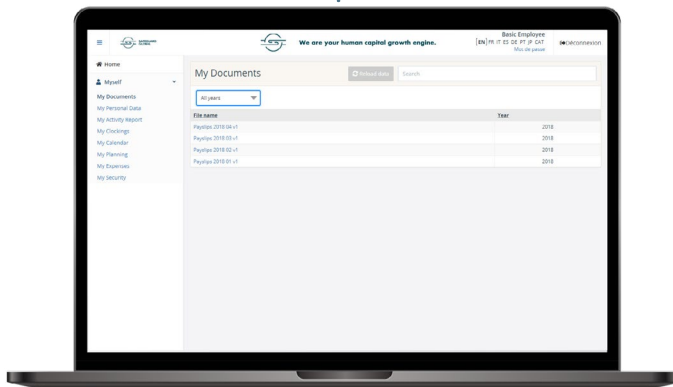 We are your human capital growth engine.
Basic Employee
EN FR IT ES DE PT JP CAT
Mot de passe
Déconnexion
Home
Myself
My Documents
My Personal Data
My Activity Report
My Clockings
My Calendar
My Planning
My Expenses
My Security
My Documents
Reload data
Search
All years
File name
Year
Payslips 2018 04 v1
2018
Payslips 2018 03 v1
2018
Payslips 2018 02 v1
2018
Payslips 2018 01 v1
2018